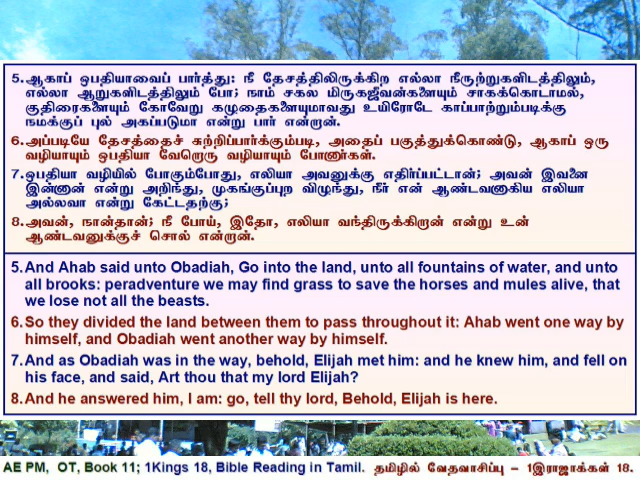 5.ஆகாப் ஒபதியாவைப் பார்த்து: நீ தேசத்திலிருக்கிற எல்லா நீரூற்றுகளிடத்திலும்,
எல்லா ஆறுகளிடத்திலும் போ; நாம் சகல மிருகஜீவன்களையும் சாகக்கொடாமல்,
குதிரைகளையும் கோவேறு கழுதைகளையுமாவது உயிரோடே காப்பாற்றும்படிக்கு
நமக்குப் புல் அகப்படுமா என்று பார் என்றான்.
6.அப்படியே தேசத்தைச் சுற்றிப்பார்க்கும்படி, அதைப் பகுத்துக்கொண்டு, ஆகாப் ஒரு
வழியாயும் ஒபதியா வேறொரு வழியாயும் போனார்கள்.
7.ஒபதியா வழியில் போகும்போது, எலியா அவனுக்கு எதிர்ப்பட்டான்; அவன் இவனை
இன்னான் என்று அறிந்து, முகங்குப்புற விழுந்து, நீர் என் ஆண்டவனாகிய எலியா
அல்லவா என்று கேட்டதற்கு;
8.அவன், நான்தான்; நீ போய், இதோ, எலியா வந்திருக்கிறான் என்று உன்
ஆண்டவனுக்குச் சொல் என்றான்.
5.And Ahab said unto Obadiah, Go into the land, unto all fountains of water, and unto
all brooks: peradventure we may find grass to save the horses and mules alive, that
we lose not all the beasts.
6.So they divided the land between them to pass throughout it: Ahab went one way by
himself, and Obadiah went another way by himself.
7.And as Obadiah was in the way, behold, Elijah met him: and he knew him, and fell on
his face, and said, Art thou that my lord Elijah?
8.And he answered him, I am: go, tell thy lord, Behold, Elijah is here.
AE PM, OT, Book 11; 1Kings 18, Bible Reading in Tamil. தமிழில் வேதவாசிப்பு – 1இராஜாக்கள் 18.